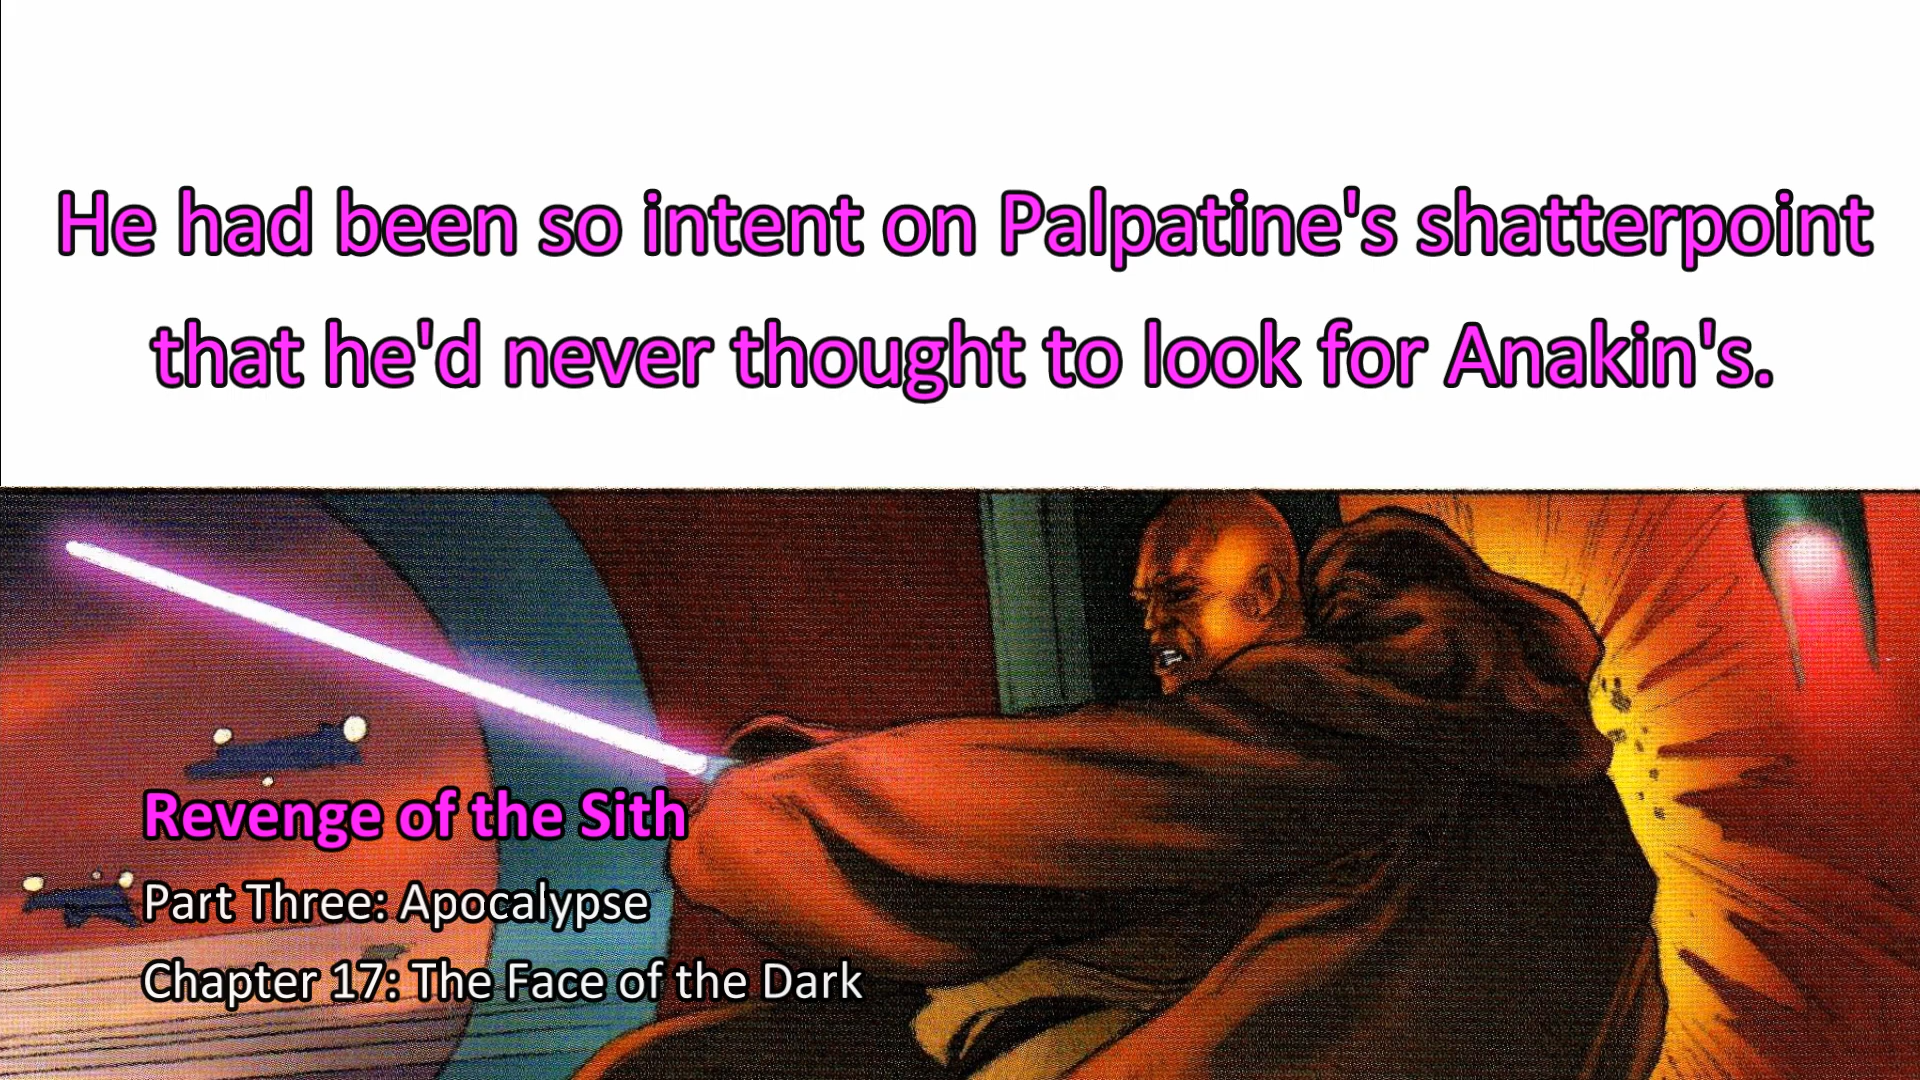 He had been so intent on Palpatine's shatterpoint
that he'd never thought to look for Anakin's.
Revenge of the Sith
Part Three: Apocalypse
Chapter 17: The Face of the Dark